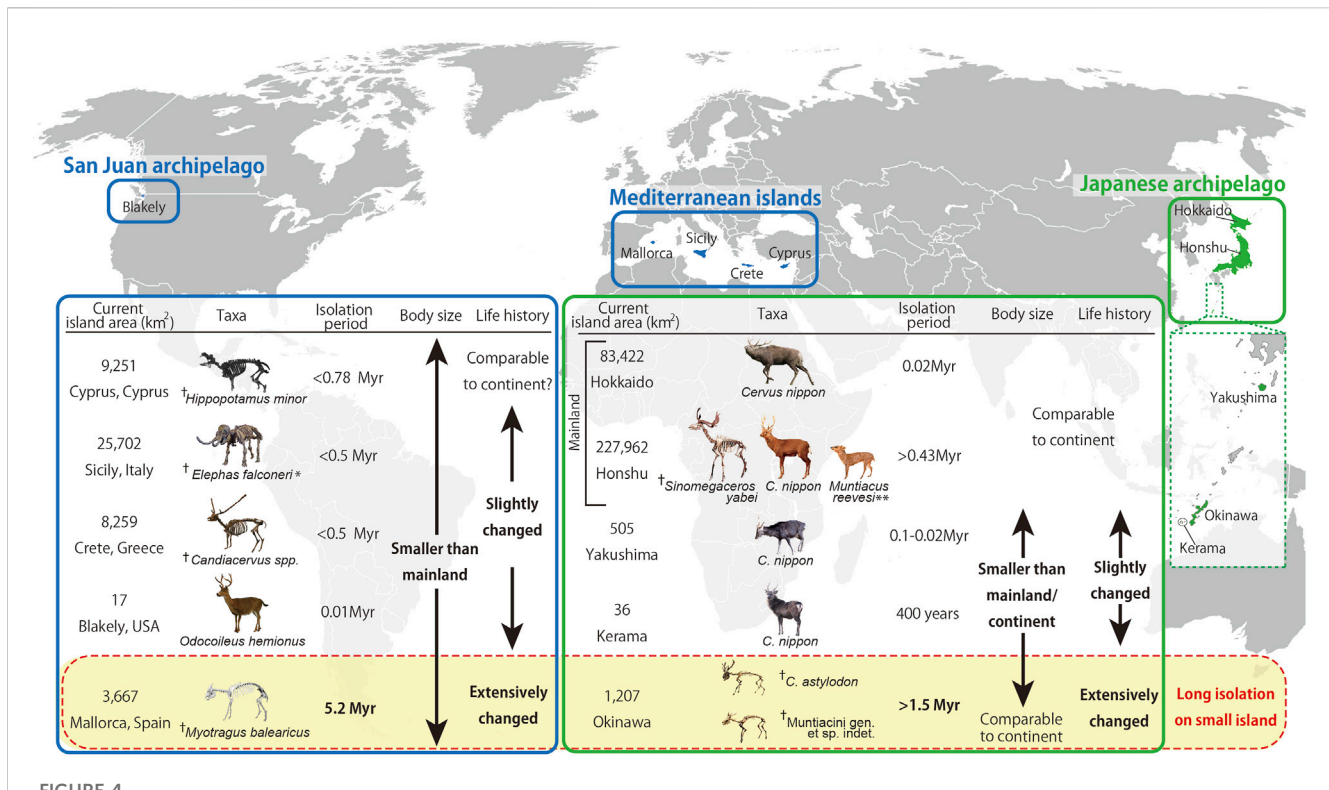 San Juan archipelago
Blakely
Mediterranean islands
Mallorca
Sicily
Crete
Cyprus
Japanese archipelago
Hokkaido
Honshu
Yakushima
Okinawa
Kerama
Current
island area (km²)
Taxa
Isolation
period
Body size
Life history
9,251
Cyprus, Cyprus
†Hippopotamus minor
<0.78 Myr
Comparable
to continent?
25,702
Sicily, Italy
†Elephas falconeri*
<0.5 Myr
Slightly
changed
8,259
Crete, Greece
†Candiacervus spp.
<0.5 Myr
Smaller than
mainland
17
Blakely, USA
Odocoileus hemionus
0.01Myr
3,667
Mallorca, Spain
†Myotragus balearicus
5.2 Myr
Extensively
changed
Current
island area (km²)
Taxa
Isolation
period
Body size
Life history
Mainland
83,422
Hokkaido
Cervus nippon
0.02Myr
Comparable
to continent
227,962
Honshu
†Sinomegaceros
yabei
C. nippon
Muntiacus
reevesi**
>0.43Myr
505
Yakushima
C. nippon
0.1-0.02Myr
Smaller than
mainland/
continent
Slightly
changed
36
Kerama
C. nippon
400 years
1,207
Okinawa
†C. astylodon
†Muntiacini gen.
et sp. indet.
>1.5 Myr
Comparable
to continent
Extensively
changed
Long isolation
on small island
FIGURE 4